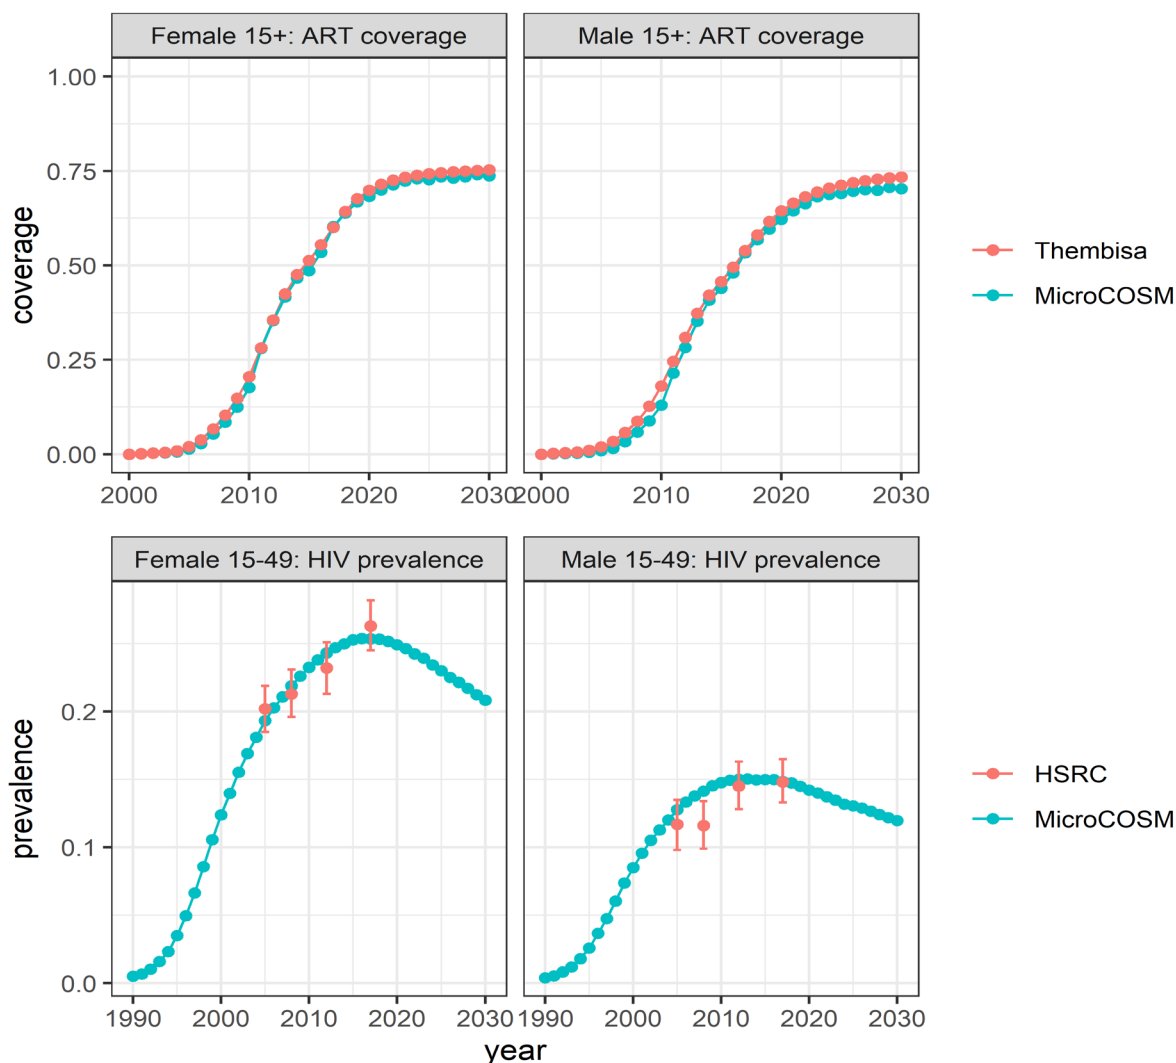 Female 15+: ART coverage
Male 15+: ART coverage
1.00
0.75
0.50
0.25
0.00
coverage
2000 2010 2020 2030
2000 2010 2020 2030
Thembisa
MicroCOSM
Female 15-49: HIV prevalence
Male 15-49: HIV prevalence
0.2
0.1
0.0
prevalence
1990 2000 2010 2020 2030
1990 2000 2010 2020 2030
year
HSRC
MicroCOSM